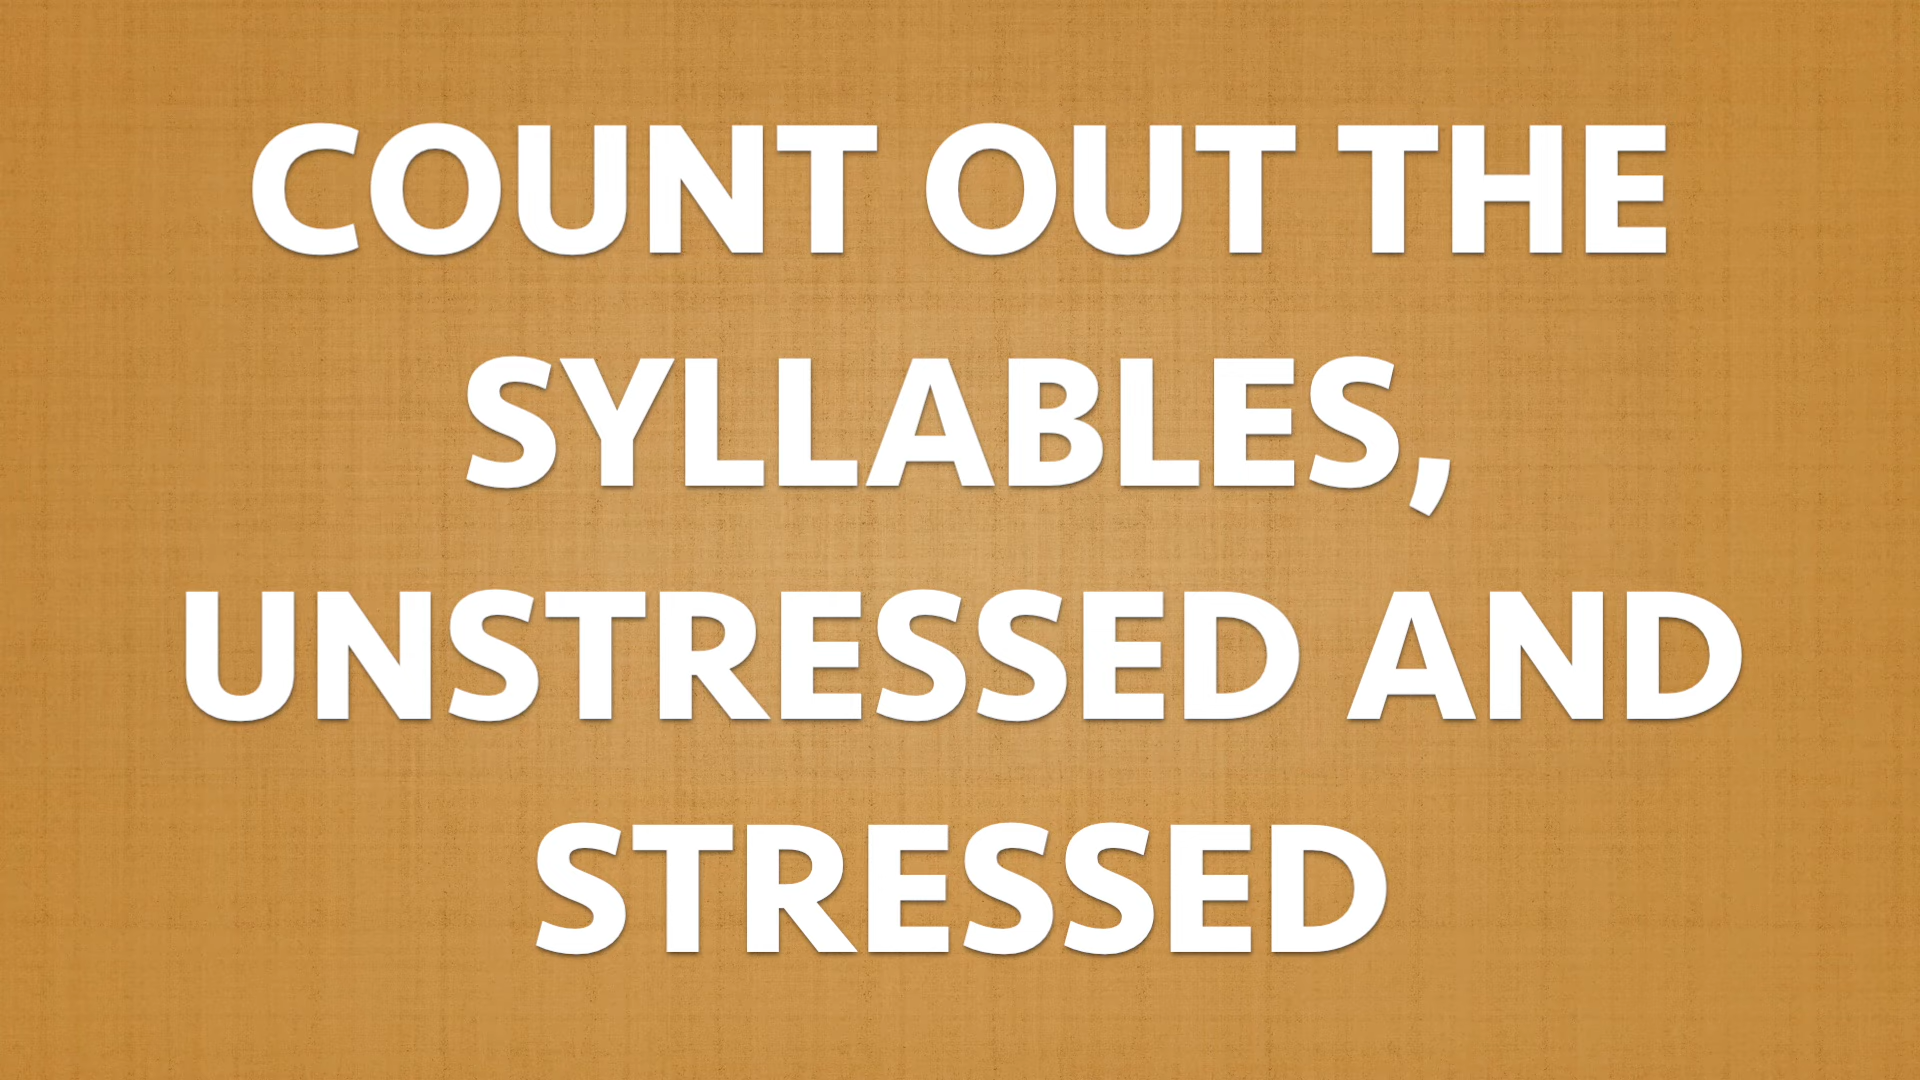 COUNT OUT THE
SYLLABLES,
UNSTRESSED AND
STRESSED